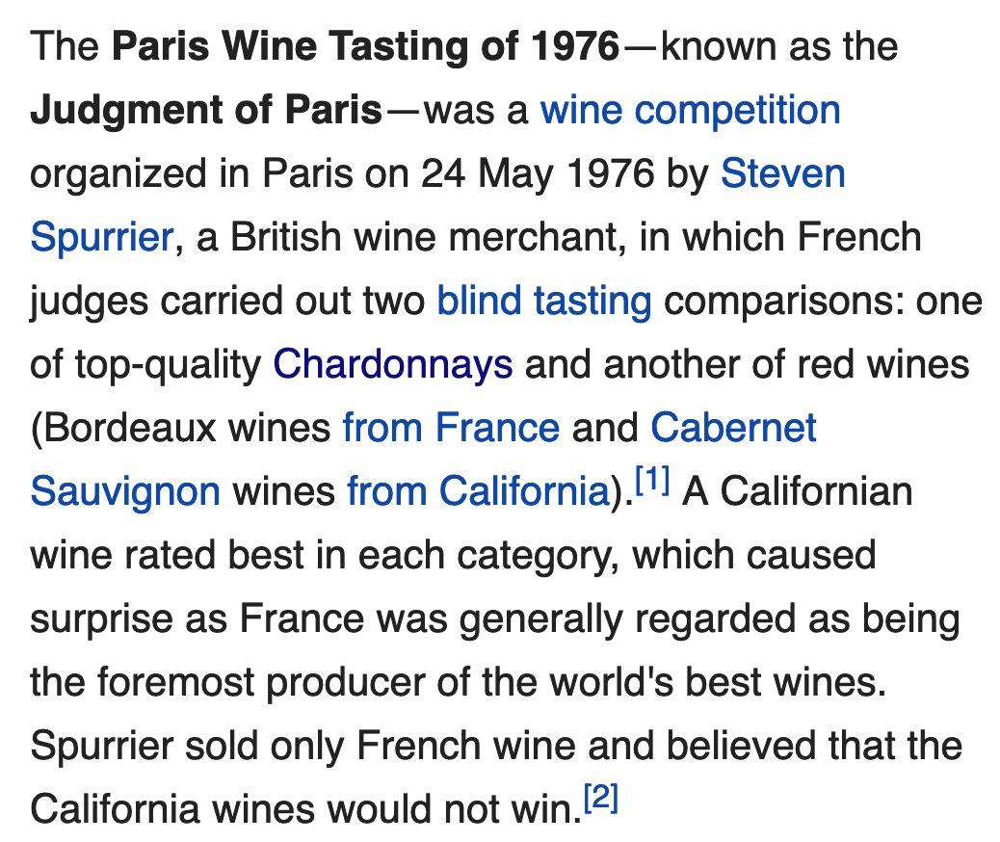 The Paris Wine Tasting of 1976—known as the
Judgment of Paris—was a wine competition
organized in Paris on 24 May 1976 by Steven
Spurrier, a British wine merchant, in which French
judges carried out two blind tasting comparisons: one
of top-quality Chardonnays and another of red wines
(Bordeaux wines from France and Cabernet
Sauvignon wines from California).[1] A Californian
wine rated best in each category, which caused
surprise as France was generally regarded as being
the foremost producer of the world's best wines.
Spurrier sold only French wine and believed that the
California wines would not win.[2]